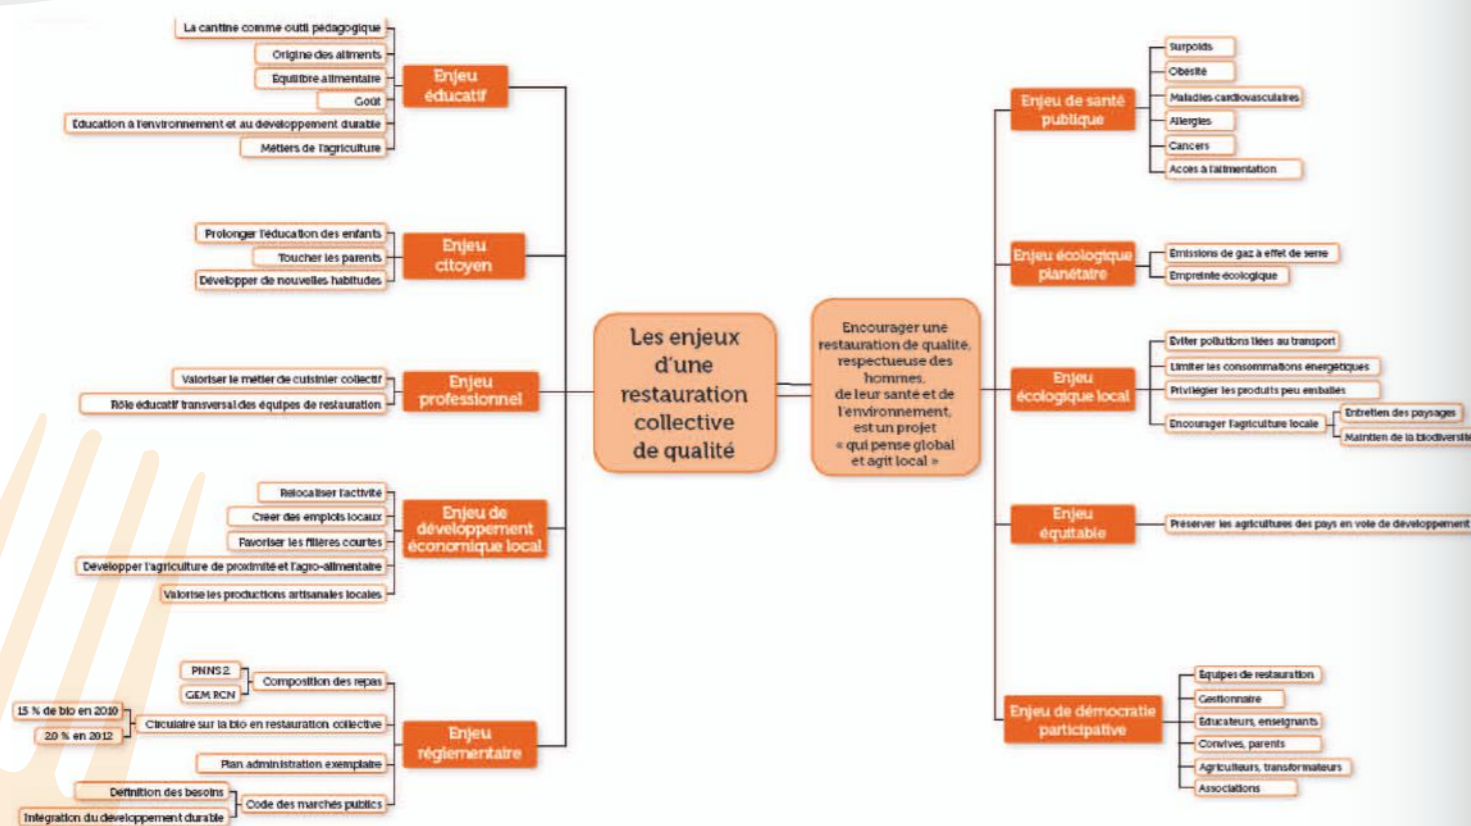 La cantine comme outil pédagogique
Origine des aliments
Équilibre alimentaire
Goût
Éducation à l'environnement et au développement durable
Métiers de l'agriculture
Enjeu
éducatif
Prolonger l'éducation des enfants
Toucher les parents
Développer de nouvelles habitudes
Enjeu
citoyen
Valoriser le métier de cuisinier collectif
Rôle éducatif transversal des équipes de restauration
Enjeu
professionnel
Relocaliser l'activité
Créer des emplois locaux
Favoriser les filières courtes
Développer l'agriculture de proximité et l'agro-alimentaire
Valorise les productions artisanales locales
Enjeu de
développement
économique local
PNNS 2
GEM RCN
Composition des repas
15 % de bio en 2010
20 % en 2012
Circulaire sur la bio en restauration collective
Plan administration exemplaire
Définition des besoins
Intégration du développement durable
Code des marchés publics
Enjeu
réglementaire
Les enjeux
d'une
restauration
collective
de qualité
Encourager une
restauration de qualité,
respectueuse des
hommes,
de leur santé et de
l'environnement,
est un projet
« qui pense global
et agit local »
Enjeu de santé
publique
Surpoids
Obésité
Maladies cardiovasculaires
Allergies
Cancers
Accès à l'alimentation
Enjeu écologique
planétaire
Émissions de gaz à effet de serre
Empreinte écologique
Enjeu
écologique local
Éviter pollutions liées au transport
Limiter les consommations énergétiques
Privilégier les produits peu emballés
Encourager l'agriculture locale
Entretien des paysages
Maintien de la biodiversité
Enjeu
équitable
Préserver les agricultures des pays en voie de développement
Enjeu de démocratie
participative
Équipes de restauration
Gestionnaire
Éducateurs, enseignants
Convives, parents
Agriculteurs, transformateurs
Associations